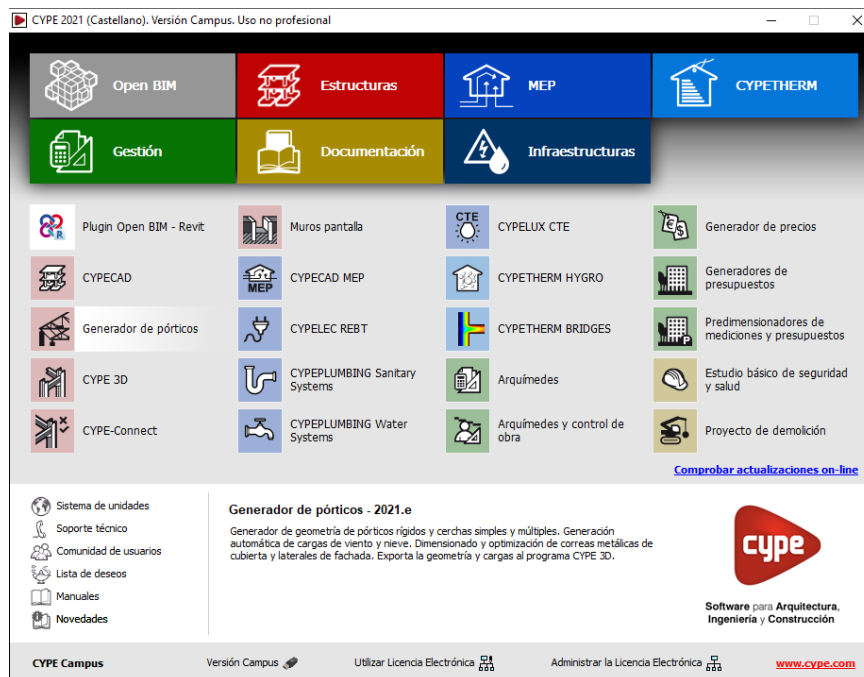 CYPE 2021 (Castellano). Versión Campus. Uso no profesional
Open BIM
Estructuras
MEP
CYPETHERM
Gestión
Documentación
Infraestructuras
Plugin Open BIM - Revit
Muros pantalla
CTE
CYPELUX CTE
Generador de precios
CYPECAD
MEP
CYPECAD MEP
CYPETHERM HYGRO
Generadores de
presupuestos
Generador de pórticos
CYPELEC REBT
CYPETHERM BRIDGES
Predimensionadores de
mediciones y presupuestos
CYPE 3D
CYPEPLUMBING Sanitary
Systems
Arquímedes
Estudio básico de seguridad
y salud
CYPE-Connect
CYPEPLUMBING Water
Systems
Arquímedes y control de
obra
Proyecto de demolición
Comprobar actualizaciones on-line
Sistema de unidades
Soporte técnico
Comunidad de usuarios
Lista de deseos
Manuales
Novedades
Generador de pórticos - 2021.e
Generador de geometría de pórticos rígidos y cerchas simples y múltiples. Generación
automática de cargas de viento y nieve. Dimensionado y optimización de correas metálicas de
cubierta y laterales de fachada. Exporta la geometría y cargas al programa CYPE 3D.
cype
Software para Arquitectura,
Ingeniería y Construcción
CYPE Campus
Versión Campus
Utilizar Licencia Electrónica
Administrar la Licencia Electrónica
www.cype.com